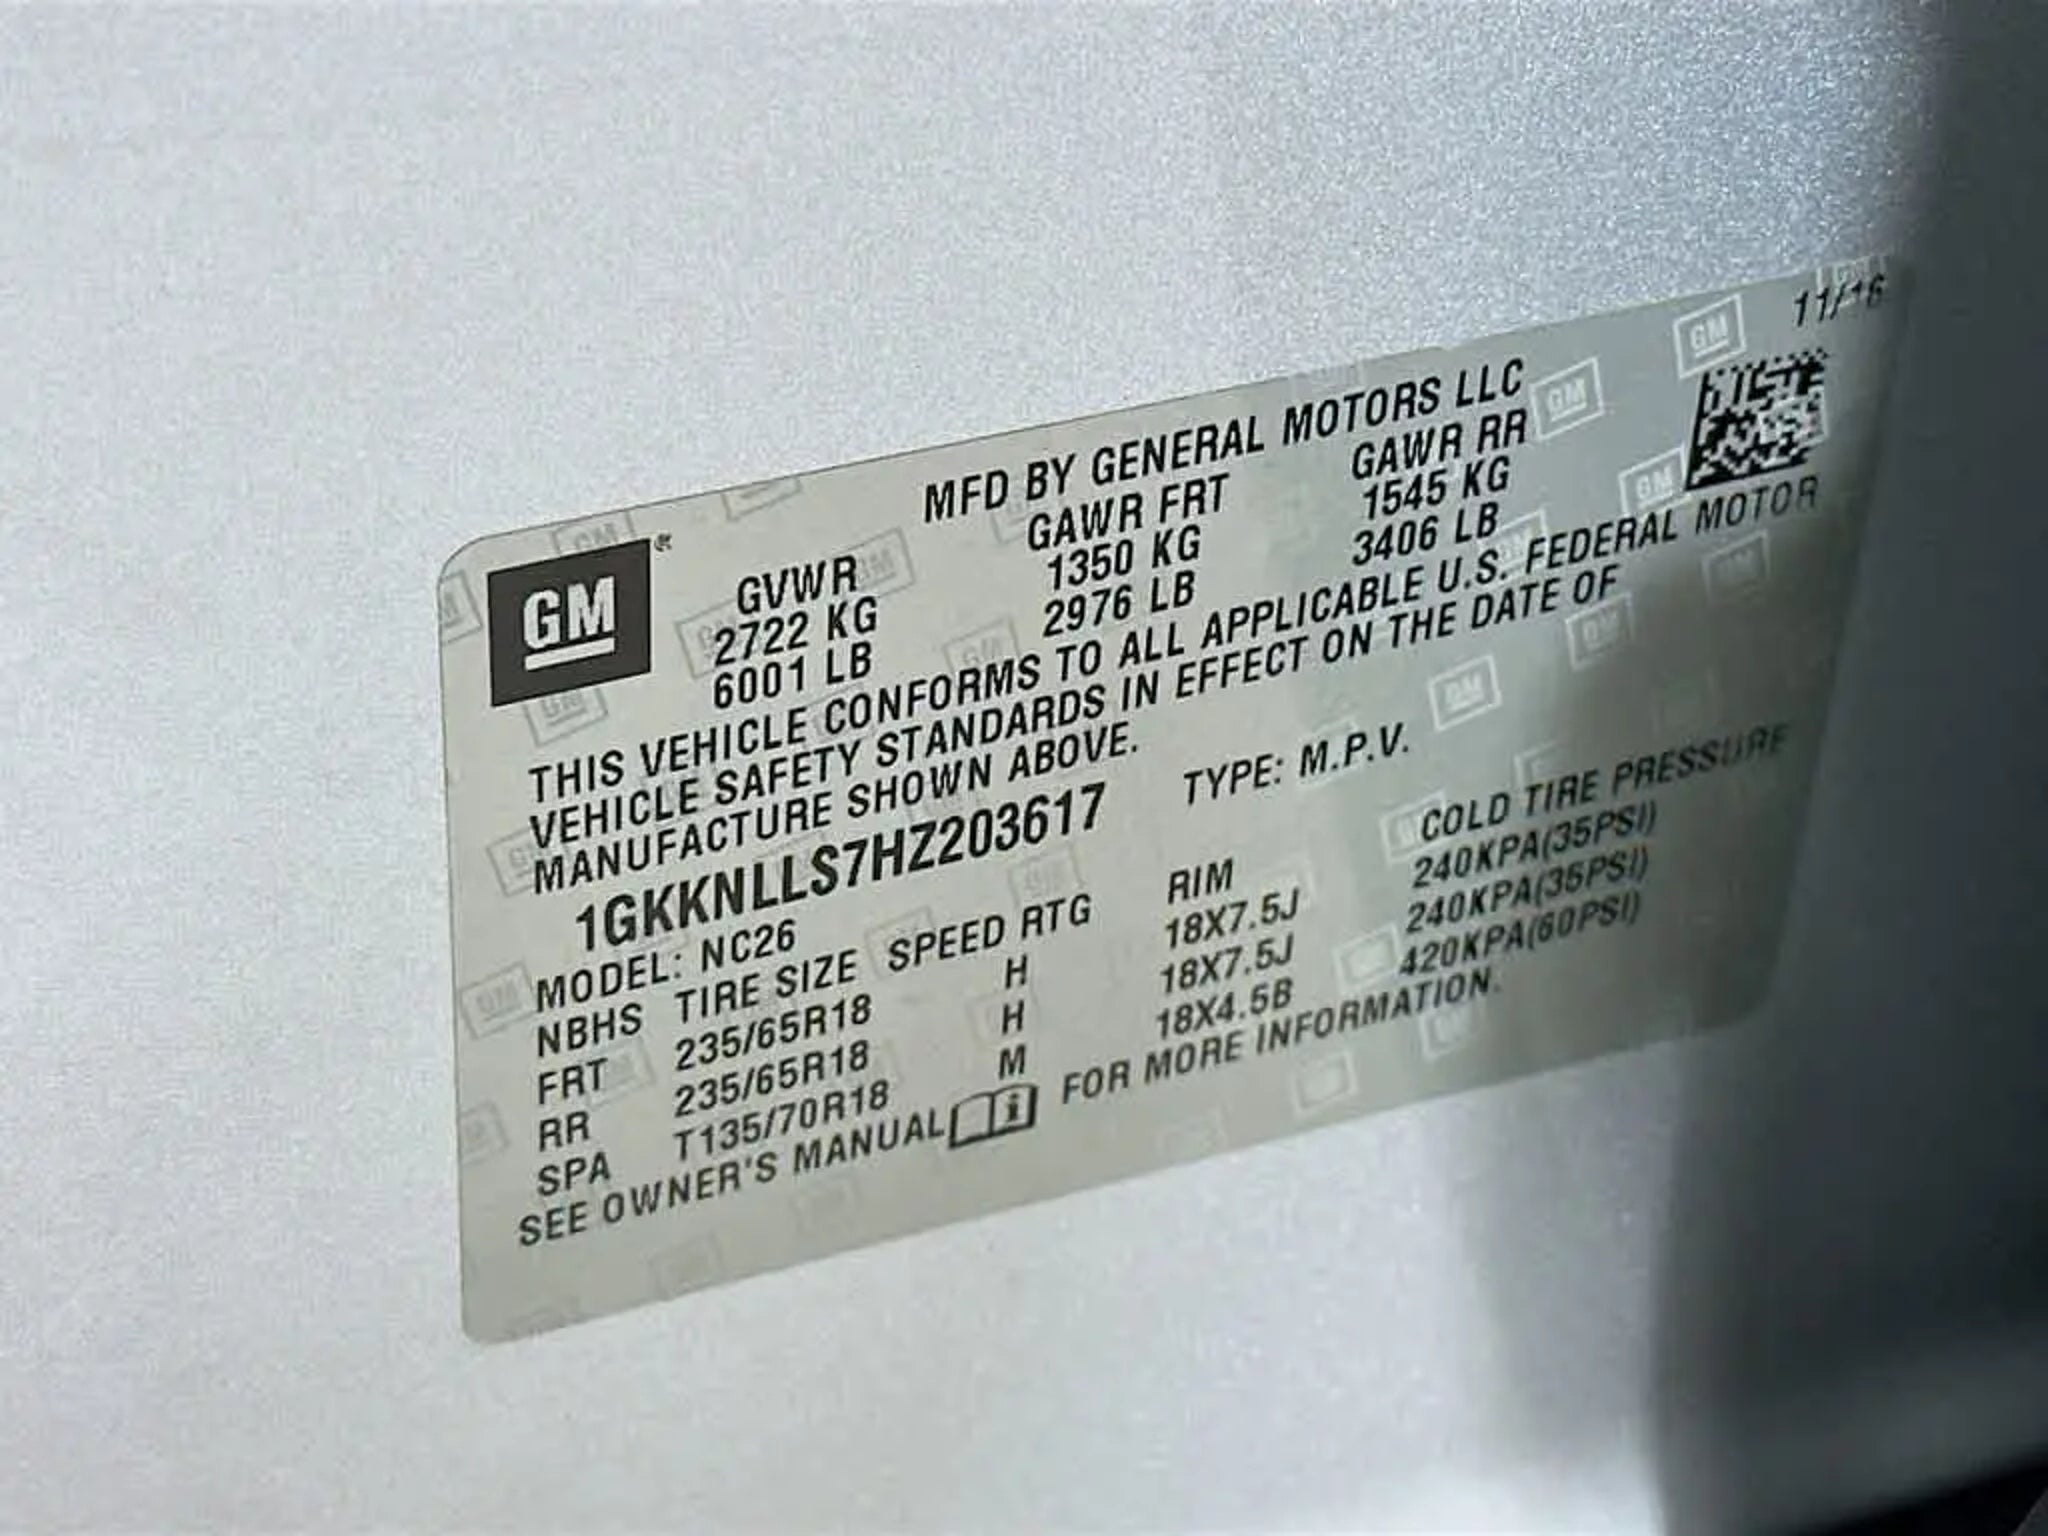 11/16
MFD BY GENERAL MOTORS LLC
GM®
GVWR GAWR FRT GAWR RR
2722 KG 1350 KG 1545 KG
6001 LB 2976 LB 3406 LB
THIS VEHICLE CONFORMS TO ALL APPLICABLE U.S. FEDERAL MOTOR
VEHICLE SAFETY STANDARDS IN EFFECT ON THE DATE OF
MANUFACTURE SHOWN ABOVE.
1GKKNLLS7HZ203617 TYPE: M.P.V.
MODEL: NC26
NBHS TIRE SIZE SPEED RTG RIM COLD TIRE PRESSURE
FRT 235/65R18 H 18X7.5J 240KPA(35PSI)
RR 235/65R18 H 18X7.5J 240KPA(35PSI)
SPA T135/70R18 M 18X4.5B 420KPA(60PSI)
SEE OWNER'S MANUAL FOR MORE INFORMATION.